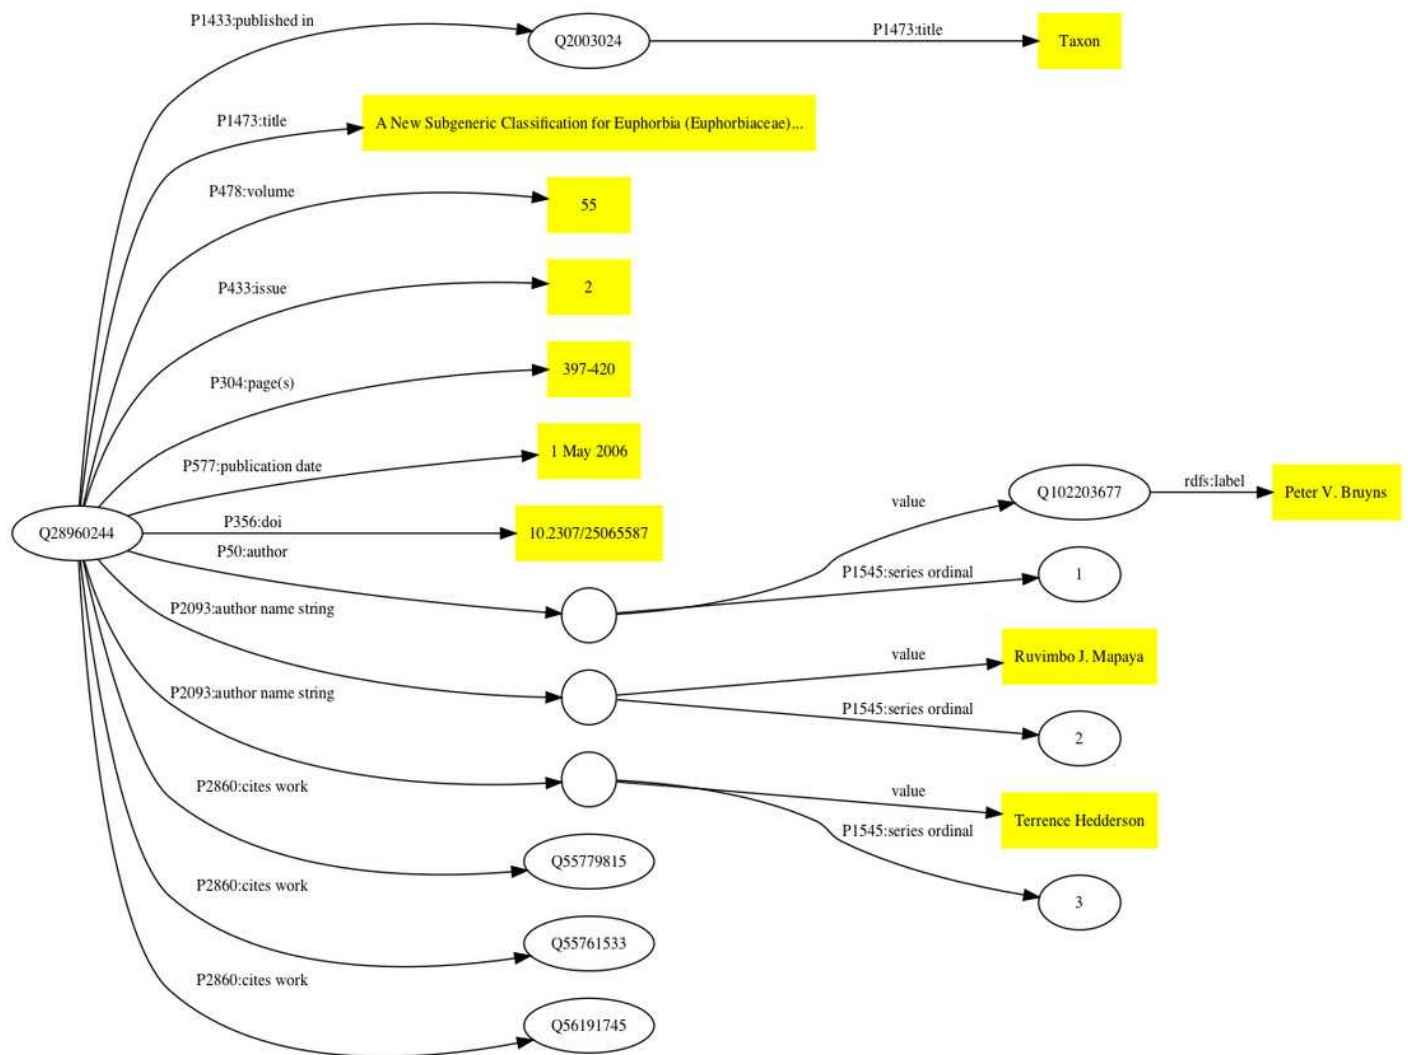 P1433:published in
Q2003024
P1473:title
Taxon
P1473:title
A New Subgeneric Classification for Euphorbia (Euphorbiaceae)...
P478:volume
55
P433:issue
2
P304:page(s)
397-420
P577:publication date
1 May 2006
Q28960244
P356:doi
10.2307/25065587
P50:author
value
Q102203677
rdfs:label
Peter V. Bruyns
P1545:series ordinal
1
P2093:author name string
value
Ruvimbo J. Mapaya
P1545:series ordinal
2
P2093:author name string
value
Terrence Hedderson
P1545:series ordinal
3
P2860:cites work
Q55779815
P2860:cites work
Q55761533
P2860:cites work
Q56191745